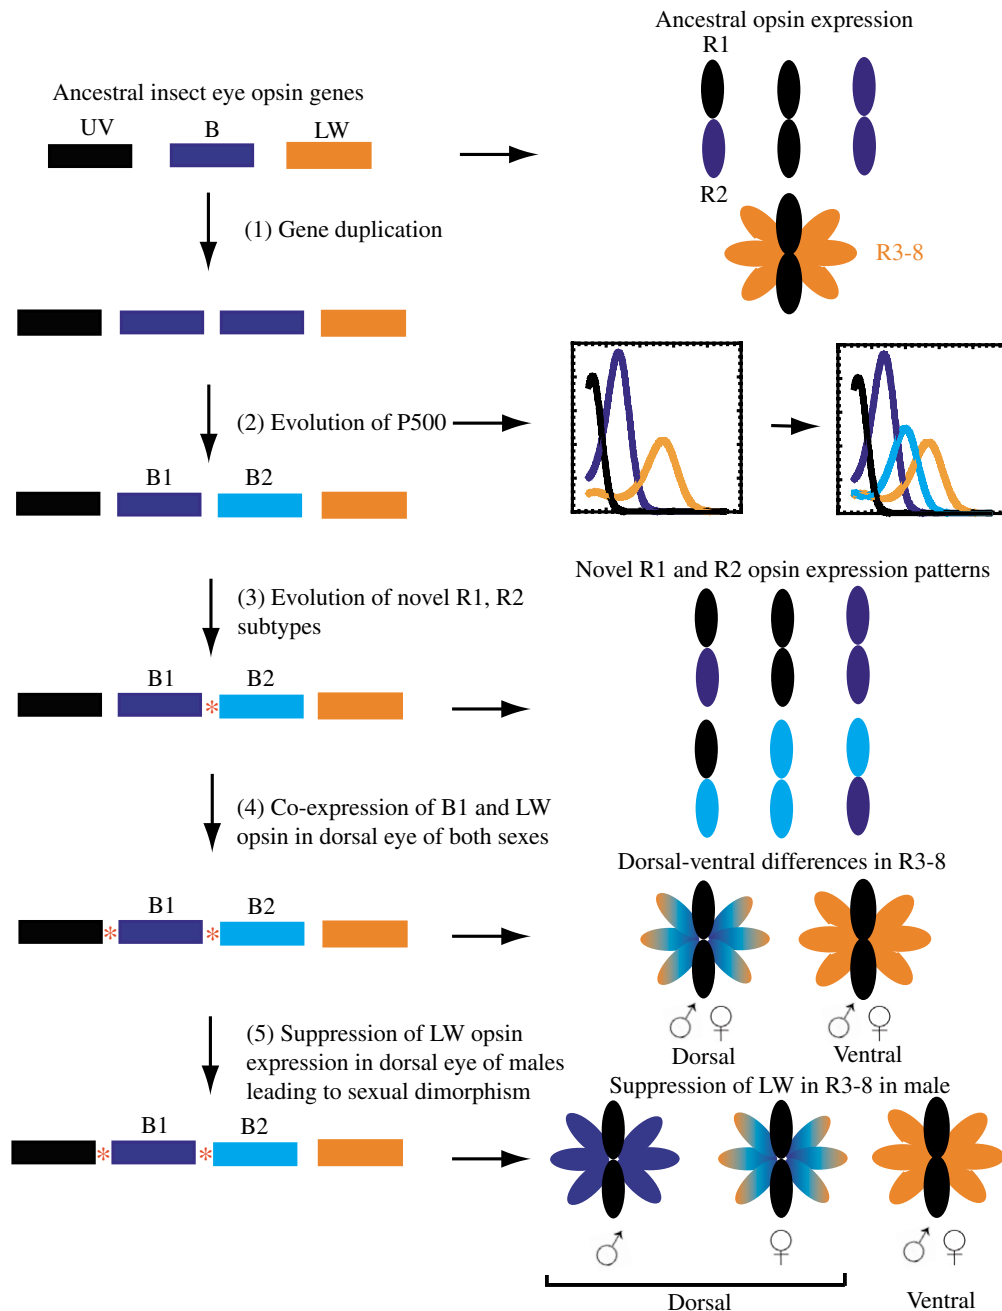 Ancestral opsin expression
R1
Ancestral insect eye opsin genes
UV B LW
R2
(1) Gene duplication
R3-8
(2) Evolution of P500
B1 B2
Novel R1 and R2 opsin expression patterns
(3) Evolution of novel R1, R2
subtypes
B1 B2
*
(4) Co-expression of B1 and LW
opsin in dorsal eye of both sexes
Dorsal-ventral differences in R3-8
B1 B2
* *
♂ ♀ ♂ ♀
Dorsal Ventral
(5) Suppression of LW opsin
expression in dorsal eye of males
leading to sexual dimorphism
Suppression of LW in R3-8 in male
B1 B2
* *
♂ ♀ ♂ ♀
Dorsal Ventral